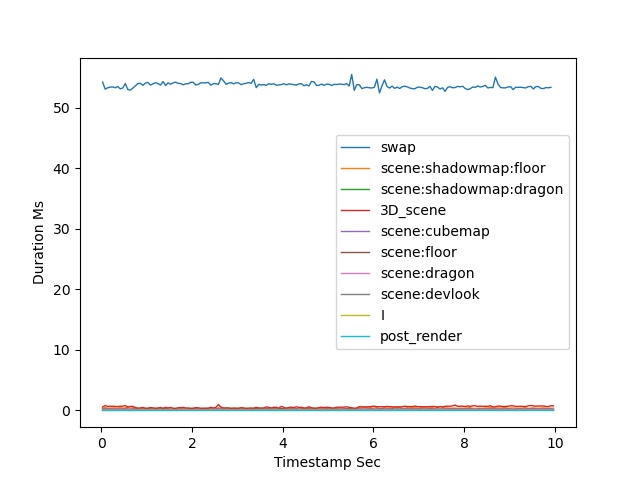 50
40
30
20
10
0
Duration Ms
swap
scene:shadowmap:floor
scene:shadowmap:dragon
3D_scene
scene:cubemap
scene:floor
scene:dragon
scene:devlook
I
post_render
0 2 4 6 8 10
Timestamp Sec